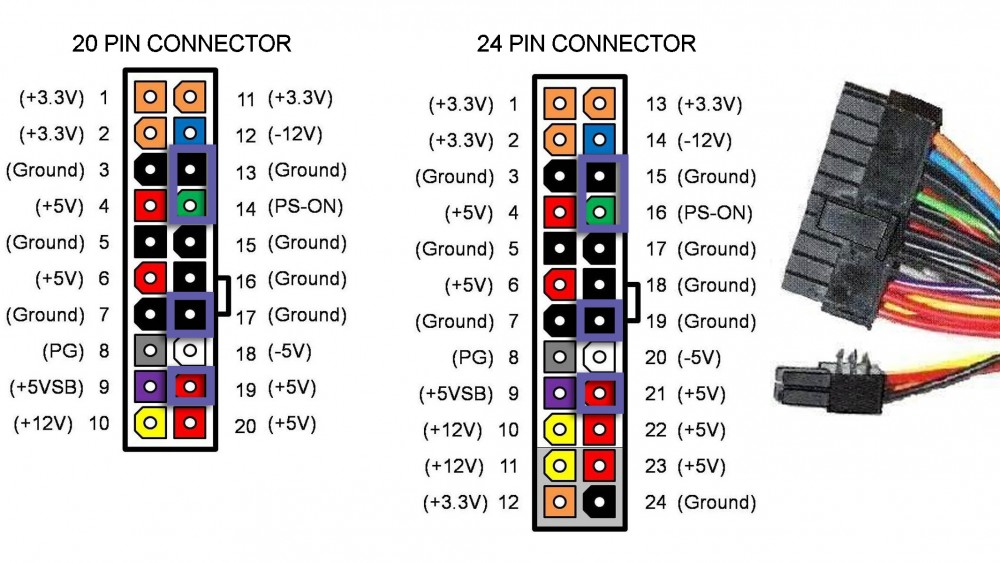 20 PIN CONNECTOR
(+3.3V) 1 11 (+3.3V)
(+3.3V) 2 12 (-12V)
(Ground) 3 13 (Ground)
(+5V) 4 14 (PS-ON)
(Ground) 5 15 (Ground)
(+5V) 6 16 (Ground)
(Ground) 7 17 (Ground)
(PG) 8 18 (-5V)
(+5VSB) 9 19 (+5V)
(+12V) 10 20 (+5V)
24 PIN CONNECTOR
(+3.3V) 1 13 (+3.3V)
(+3.3V) 2 14 (-12V)
(Ground) 3 15 (Ground)
(+5V) 4 16 (PS-ON)
(Ground) 5 17 (Ground)
(+5V) 6 18 (Ground)
(Ground) 7 19 (Ground)
(PG) 8 20 (-5V)
(+5VSB) 9 21 (+5V)
(+12V) 10 22 (+5V)
(+12V) 11 23 (+5V)
(+3.3V) 12 24 (Ground)